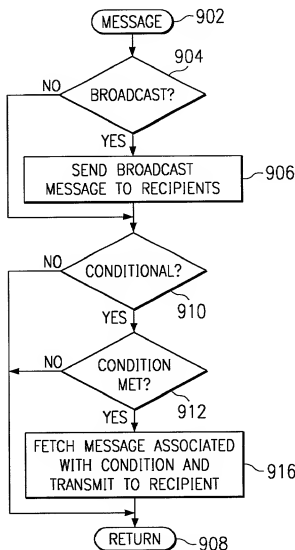 MESSAGE 902
904
NO
BROADCAST?
YES
SEND BROADCAST
MESSAGE TO RECIPIENTS
906
NO
CONDITIONAL?
910
YES
NO
CONDITION
MET?
912
YES
FETCH MESSAGE ASSOCIATED
WITH CONDITION AND
TRANSMIT TO RECIPIENT
916
RETURN 908